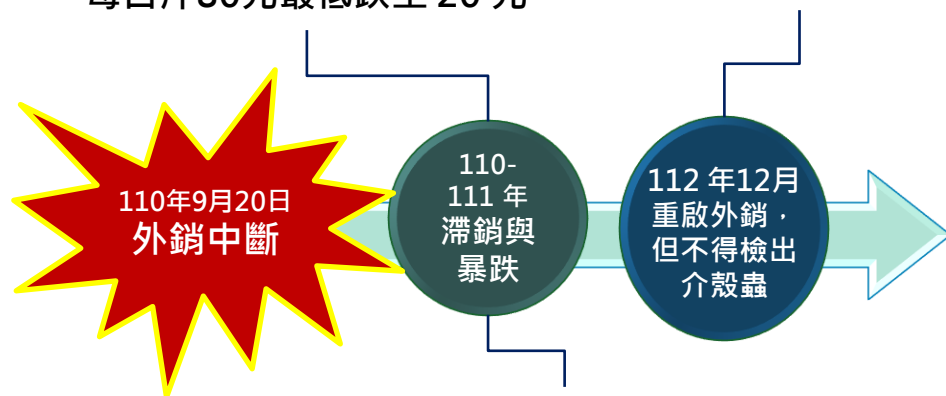 110年9月20日
外銷中斷
110-
111 年
滯銷與
暴跌
112 年12月
重啟外銷，
但不得檢出
介殼蟲